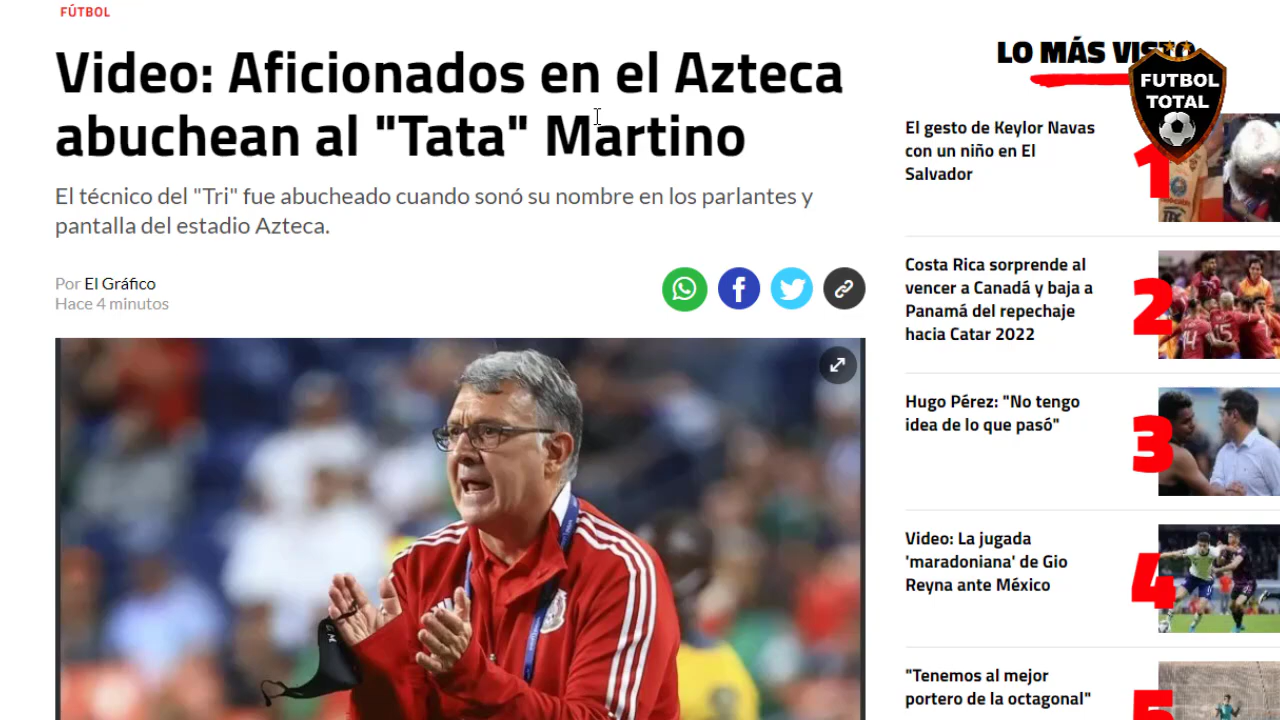 FÚTBOL
Video: Aficionados en el Azteca
abuchean al "Tata" Martino
El técnico del "Tri" fue abucheado cuando sonó su nombre en los parlantes y
pantalla del estadio Azteca.
Por El Gráfico
Hace 4 minutos
LO MÁS VISTO
FUTBOL
TOTAL
El gesto de Keylor Navas
con un niño en El
Salvador
1
Costa Rica sorprende al
vencer a Canadá y baja a
Panamá del repechaje
hacia Catar 2022
2
Hugo Pérez: "No tengo
idea de lo que pasó"
3
Video: La jugada
'maradoniana' de Gio
Reyna ante México
4
"Tenemos al mejor
portero de la octagonal"
5